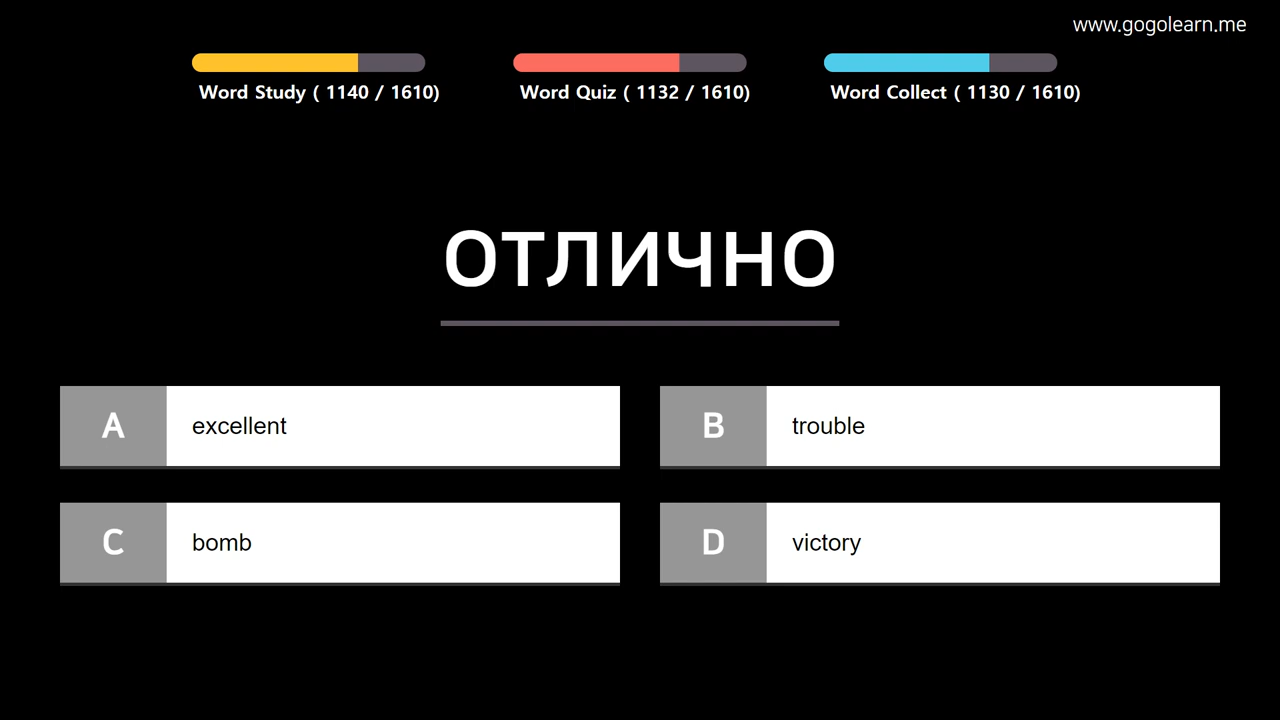 www.gogolearn.me
Word Study ( 1140 / 1610)
Word Quiz ( 1132 / 1610)
Word Collect ( 1130 / 1610)
отлично
A excellent
B trouble
C bomb
D victory